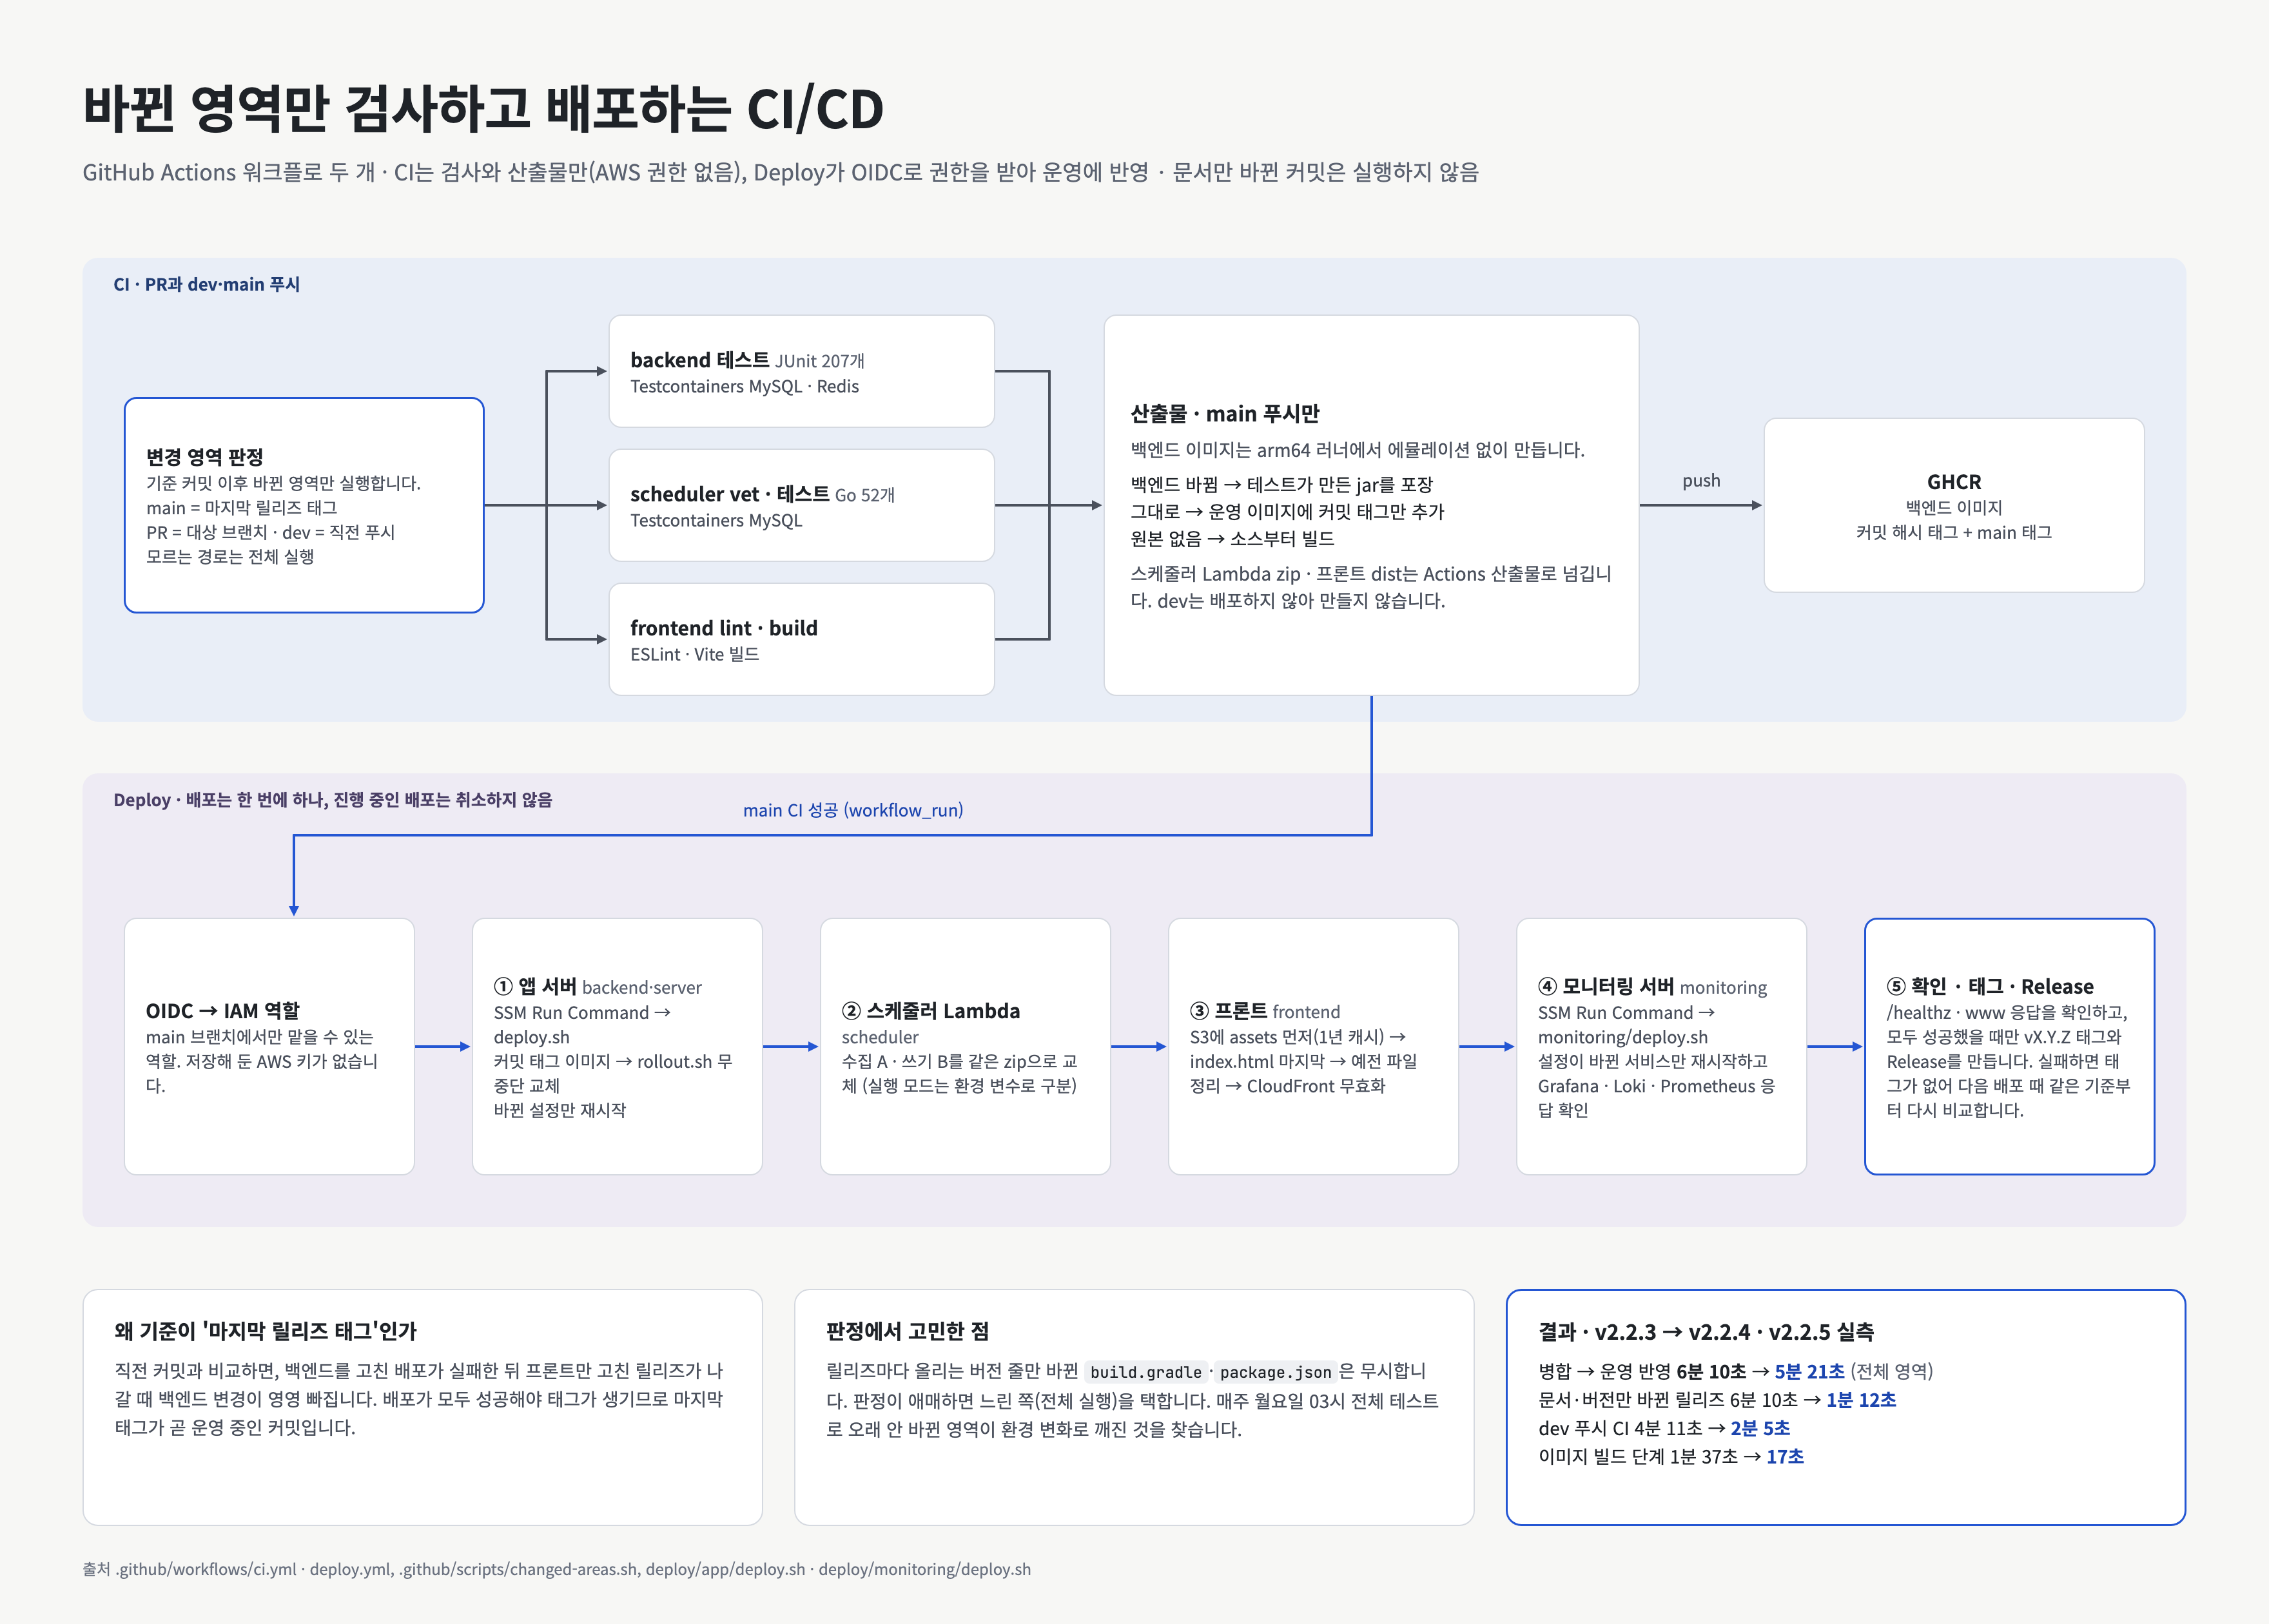 바뀐 영역만 검사하고 배포하는 CI/CD
GitHub Actions 워크플로 두 개 · CI는 검사와 산출물만(AWS 권한 없음), Deploy가 OIDC로 권한을 받아 운영에 반영 · 문서만 바뀐 커밋은 실행하지 않음
CI · PR과 dev·main 푸시
변경 영역 판정
기준 커밋 이후 바뀐 영역만 실행합니다.
main = 마지막 릴리즈 태그
PR = 대상 브랜치 · dev = 직전 푸시
모르는 경로는 전체 실행
backend 테스트 JUnit 207개
Testcontainers MySQL · Redis
scheduler vet · 테스트 Go 52개
Testcontainers MySQL
frontend lint · build
ESLint · Vite 빌드
산출물 · main 푸시만
백엔드 이미지는 arm64 러너에서 에뮬레이션 없이 만듭니다.
백엔드 바뀜 → 테스트가 만든 jar를 포장
그대로 → 운영 이미지에 커밋 태그만 추가
원본 없음 → 소스부터 빌드
스케줄러 Lambda zip · 프론트 dist는 Actions 산출물로 넘깁니
다. dev는 배포하지 않아 만들지 않습니다.
push
GHCR
백엔드 이미지
커밋 해시 태그 + main 태그
Deploy · 배포는 한 번에 하나, 진행 중인 배포는 취소하지 않음
main CI 성공 (workflow_run)
OIDC → IAM 역할
main 브랜치에서만 맡을 수 있는
역할. 저장해 둔 AWS 키가 없습니
다.
① 앱 서버 backend·server
SSM Run Command →
deploy.sh
커밋 태그 이미지 → rollout.sh 무
중단 교체
바뀐 설정만 재시작
② 스케줄러 Lambda
scheduler
수집 A · 쓰기 B를 같은 zip으로 교
체 (실행 모드는 환경 변수로 구분)
③ 프론트 frontend
S3에 assets 먼저(1년 캐시) →
index.html 마지막 → 예전 파일
정리 → CloudFront 무효화
④ 모니터링 서버 monitoring
SSM Run Command →
monitoring/deploy.sh
설정이 바뀐 서비스만 재시작하고
Grafana · Loki · Prometheus 응
답 확인
⑤ 확인 · 태그 · Release
/healthz · www 응답을 확인하고,
모두 성공했을 때만 vX.Y.Z 태그와
Release를 만듭니다. 실패하면 태
그가 없어 다음 배포 때 같은 기준부
터 다시 비교합니다.
왜 기준이 '마지막 릴리즈 태그'인가
직전 커밋과 비교하면, 백엔드를 고친 배포가 실패한 뒤 프론트만 고친 릴리즈가 나
갈 때 백엔드 변경이 영영 빠집니다. 배포가 모두 성공해야 태그가 생기므로 마지막
태그가 곧 운영 중인 커밋입니다.
판정에서 고민한 점
릴리즈마다 올리는 버전 줄만 바뀐 build.gradle·package.json은 무시합니
다. 판정이 애매하면 느린 쪽(전체 실행)을 택합니다. 매주 월요일 03시 전체 테스트
로 오래 안 바뀐 영역이 환경 변화로 깨진 것을 찾습니다.
결과 · v2.2.3 → v2.2.4 · v2.2.5 실측
병합 → 운영 반영 6분 10초 → 5분 21초 (전체 영역)
문서·버전만 바뀐 릴리즈 6분 10초 → 1분 12초
dev 푸시 CI 4분 11초 → 2분 5초
이미지 빌드 단계 1분 37초 → 17초
출처 .github/workflows/ci.yml · deploy.yml, .github/scripts/changed-areas.sh, deploy/app/deploy.sh · deploy/monitoring/deploy.sh